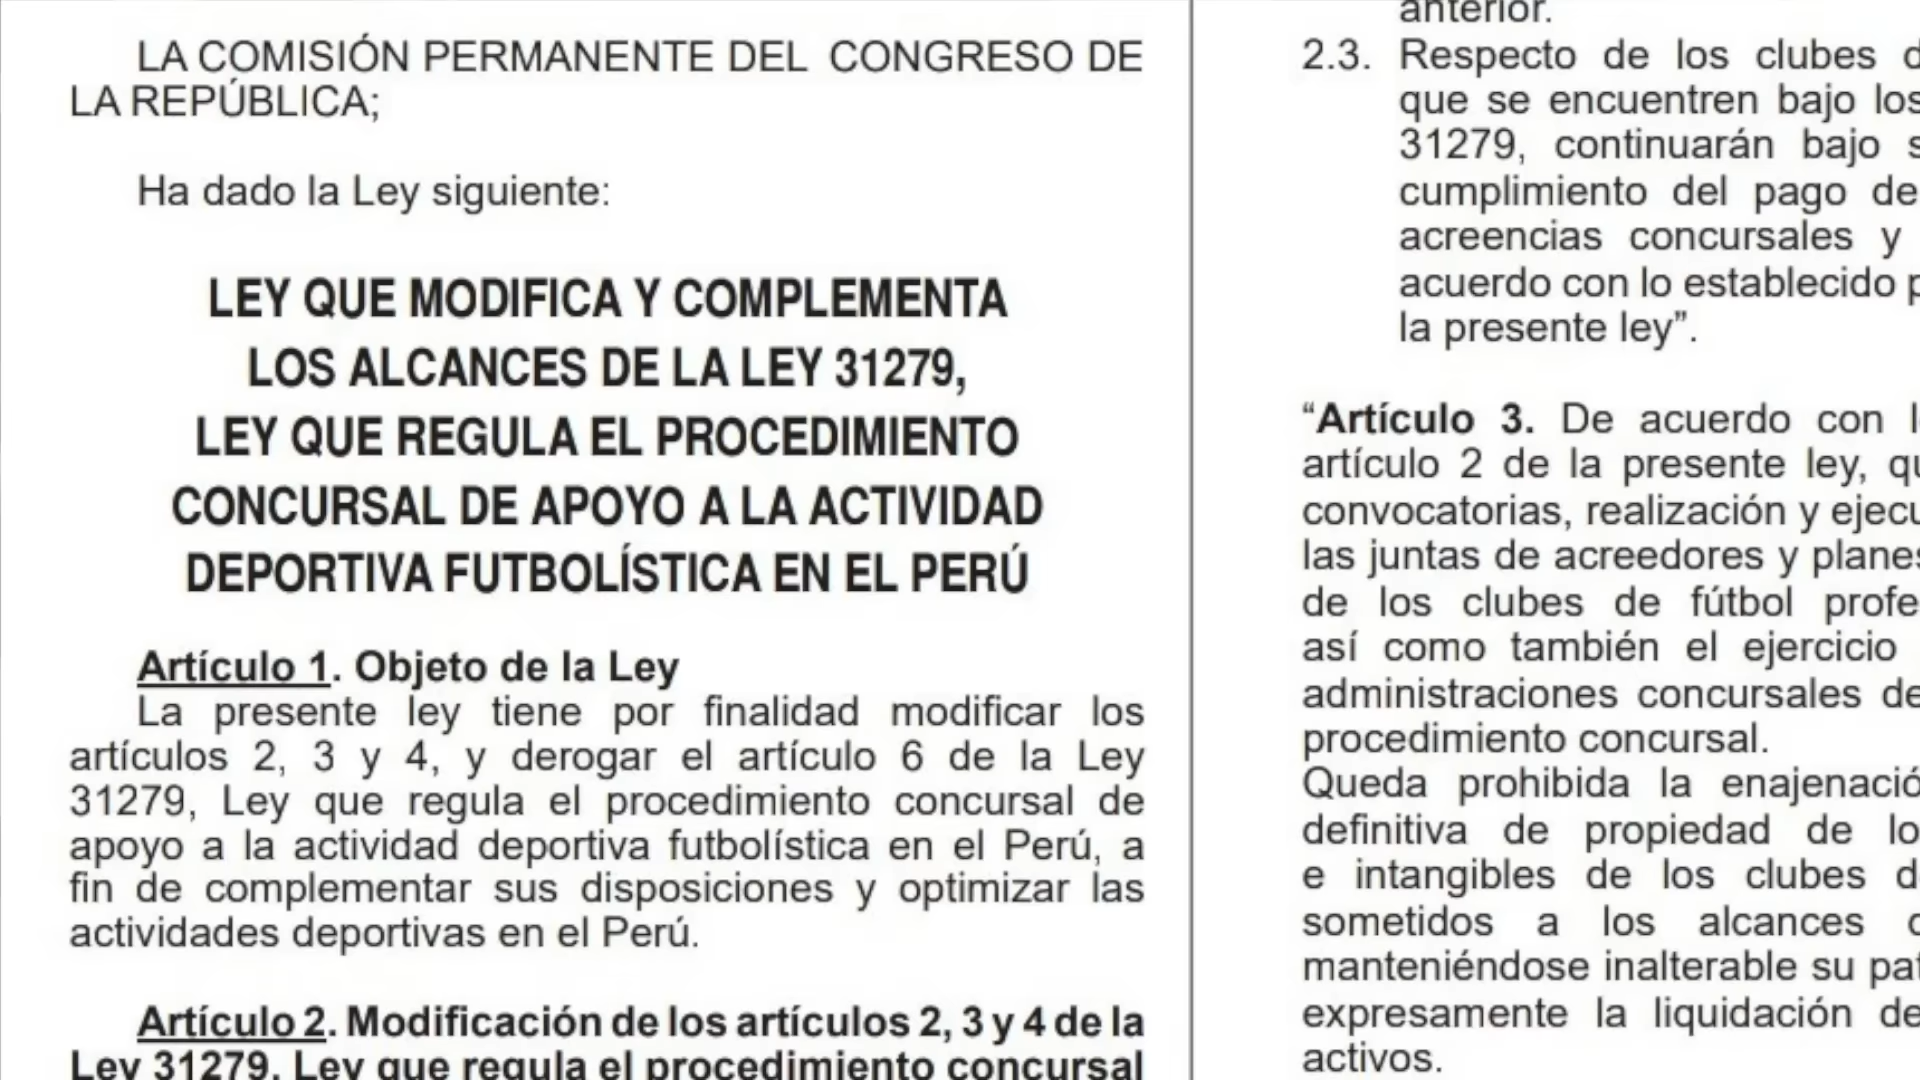 LA COMISIÓN PERMANENTE DEL CONGRESO DE
LA REPÚBLICA;
Ha dado la Ley siguiente:
LEY QUE MODIFICA Y COMPLEMENTA
LOS ALCANCES DE LA LEY 31279,
LEY QUE REGULA EL PROCEDIMIENTO
CONCURSAL DE APOYO A LA ACTIVIDAD
DEPORTIVA FUTBOLÍSTICA EN EL PERÚ
Artículo 1. Objeto de la Ley
La presente ley tiene por finalidad modificar los
artículos 2, 3 y 4, y derogar el artículo 6 de la Ley
31279, Ley que regula el procedimiento concursal de
apoyo a la actividad deportiva futbolística en el Perú, a
fin de complementar sus disposiciones y optimizar las
actividades deportivas en el Perú.
Artículo 2. Modificación de los artículos 2, 3 y 4 de la
Ley 31279, Ley que regula el procedimiento concursal
anterior.
2.3. Respecto de los clubes
que se encuentren bajo los
31279, continuarán bajo
cumplimiento del pago de
acreencias concursales y
acuerdo con lo establecido
la presente ley”.
“Artículo 3. De acuerdo con
artículo 2 de la presente ley,
convocatorias, realización y
las juntas de acreedores y planes
de los clubes de fútbol
así como también el ejercicio
administraciones concursales
procedimiento concursal.
Queda prohibida la
definitiva de propiedad de
e intangibles de los clubes
sometidos a los alcances
manteniéndose inalterable su
expresamente la liquidación
activos.